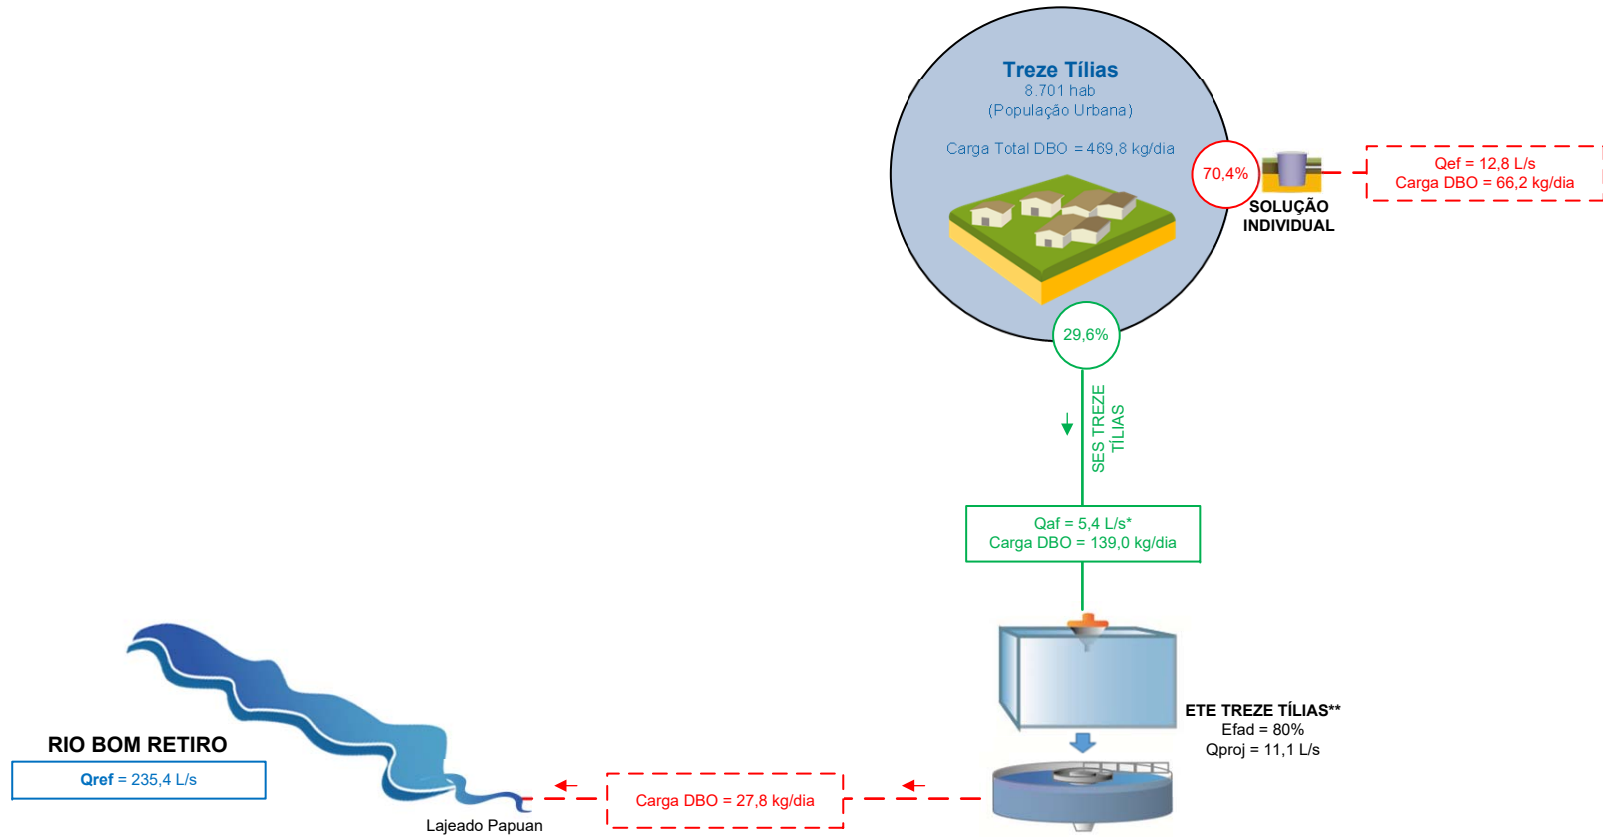 Treze Tílias
8.701 hab
(População Urbana)
Carga Total DBO = 469,8 kg/dia
70,4%
SOLUÇÃO
INDIVIDUAL
Qef = 12,8 L/s
Carga DBO = 66,2 kg/dia
29,6%
SES TREZE
TÍLIAS
Qaf = 5,4 L/s*
Carga DBO = 139,0 kg/dia
ETE TREZE TÍLIAS**
Efad = 80%
Qproj = 11,1 L/s
RIO BOM RETIRO
Qref = 235,4 L/s
Lajeado Papuan
Carga DBO = 27,8 kg/dia